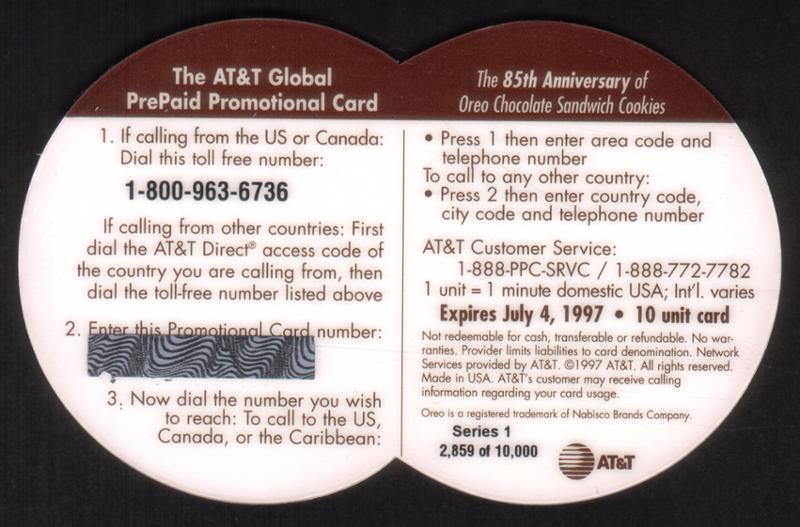 The AT&T Global
PrePaid Promotional Card
1. If calling from the US or Canada:
Dial this toll free number:
1-800-963-6736
If calling from other countries: First
dial the AT&T Direct® access code of
the country you are calling from, then
dial the toll-free number listed above
2. Enter this Promotional Card number:
3. Now dial the number you wish
to reach: To call to the US,
Canada, or the Caribbean:
The 85th Anniversary of
Oreo Chocolate Sandwich Cookies
• Press 1 then enter area code and
telephone number
To call to any other country:
• Press 2 then enter country code,
city code and telephone number
AT&T Customer Service:
1-888-PPC-SRVC / 1-888-772-7782
1 unit = 1 minute domestic USA; Int'l. varies
Expires July 4, 1997 • 10 unit card
Not redeemable for cash, transferable or refundable. No war-
ranties. Provider limits liabilities to card denomination. Network
Services provided by AT&T. ©1997 AT&T. All rights reserved.
Made in USA. AT&T's customer may receive calling
information regarding your card usage.
Oreo is a registered trademark of Nabisco Brands Company.
Series 1
2,859 of 10,000
AT&T